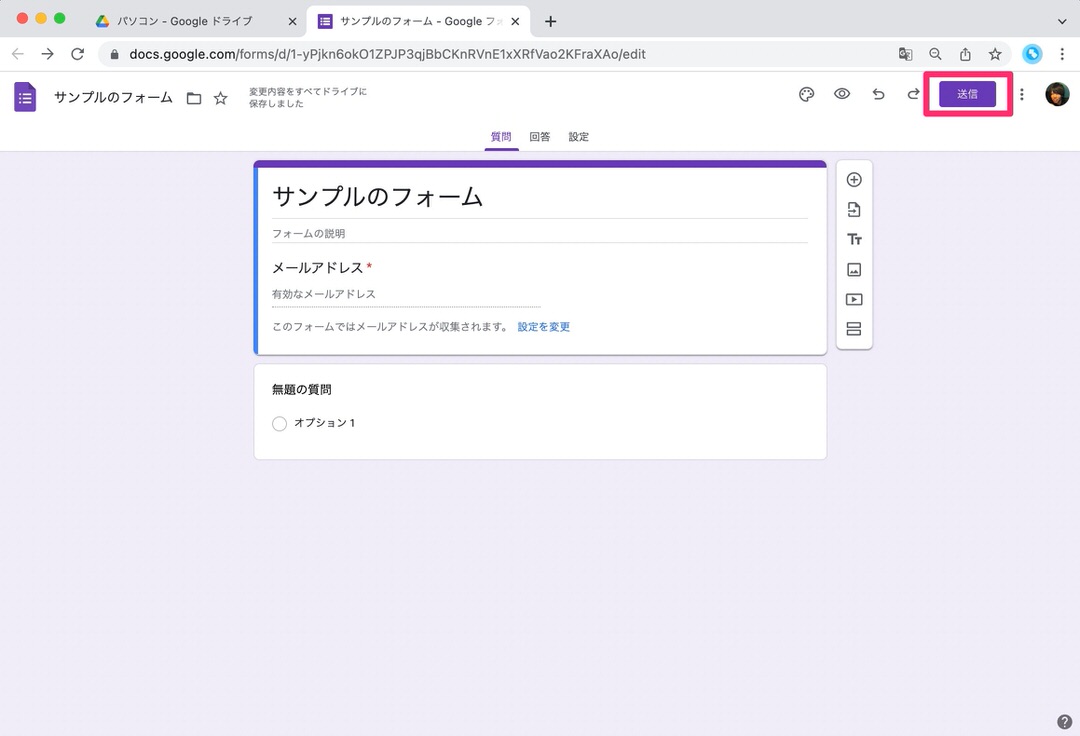 パソコン - Google ドライブ
サンプルのフォーム - Google フォ
docs.google.com/forms/d/1-yPjkn6okO1ZPJP3qjBbCKnRVnE1xXRfVao2KFraXAo/edit
サンプルのフォーム
変更内容をすべてドライブに
保存しました
送信
質問 回答 設定
サンプルのフォーム
フォームの説明
メールアドレス *
有効なメールアドレス
このフォームではメールアドレスが収集されます。 設定を変更
無題の質問
オプション 1